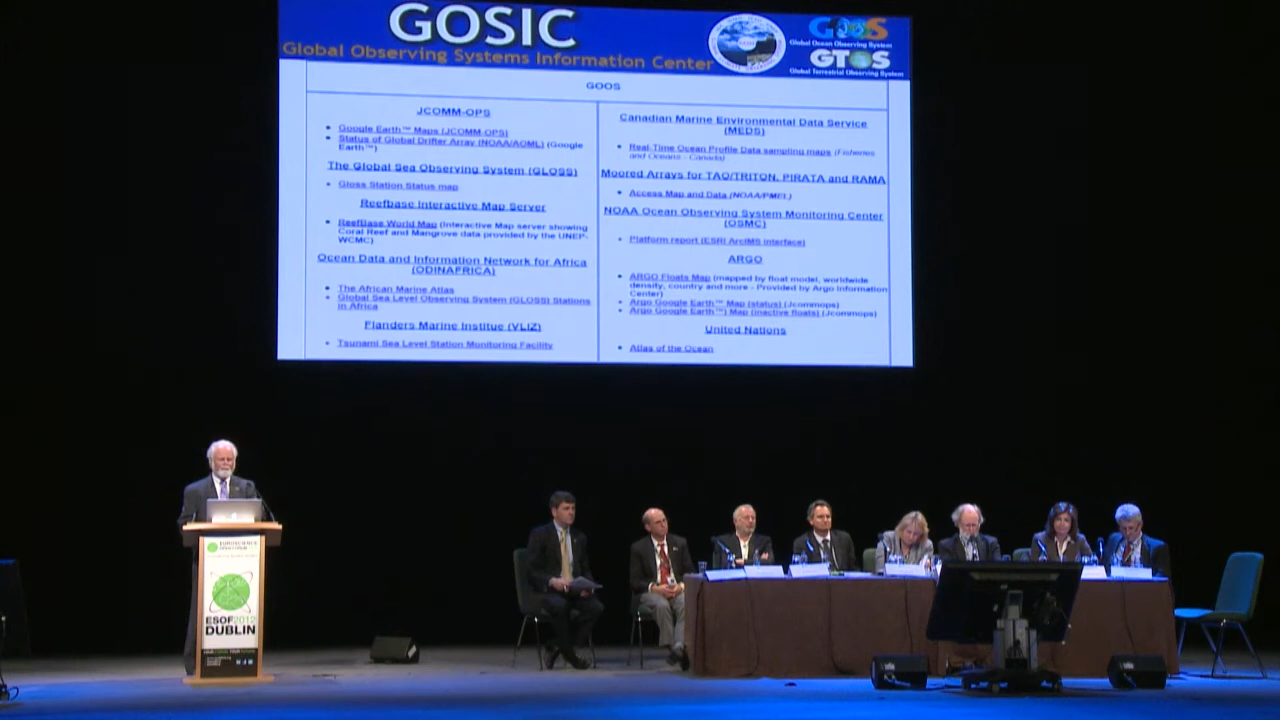 GOSIC
Global Observing Systems Information Center
GOOS
Global Ocean Observing System
GTOS
Global Terrestrial Observing System
GOOS
JCOMM-OPS
Google Earth™ Maps (JCOMM-OPS)
Status of Global Drifter Array (NOAA/AOML) (Google
Earth™)
The Global Sea Observing System (GLOSS)
Gloss Station Status map
Reefbase Interactive Map Server
ReefBase World Map (Interactive Map server showing
Coral Reef and Mangrove data provided by the UNEP-
WCMC)
Ocean Data and Information Network for Africa
(ODINAFRICA)
The African Marine Atlas
Global Sea Level Observing System (GLOSS) Stations
in Africa
Flanders Marine Institue (VLIZ)
Tsunami Sea Level Station Monitoring Facility
Canadian Marine Environmental Data Service
(MEDS)
Real-Time Ocean Profile Data sampling maps (Fisheries
and Oceans - Canada)
Moored Arrays for TAO/TRITON, PIRATA and RAMA
Access Map and Data (NOAA/PMEL)
NOAA Ocean Observing System Monitoring Center
(OSMC)
Platform report (ESRI ArcIMS interface)
ARGO
ARGO Floats Map (mapped by float model, worldwide
density, country and more - Provided by Argo Information
Center)
Argo Google Earth™ Map (status) (Jcommops)
Argo Google Earth™) Map (inactive floats) (Jcommops)
United Nations
Atlas of the Ocean
EUROSCIENCE
OPEN FORUM
ESOF2012
DUBLIN